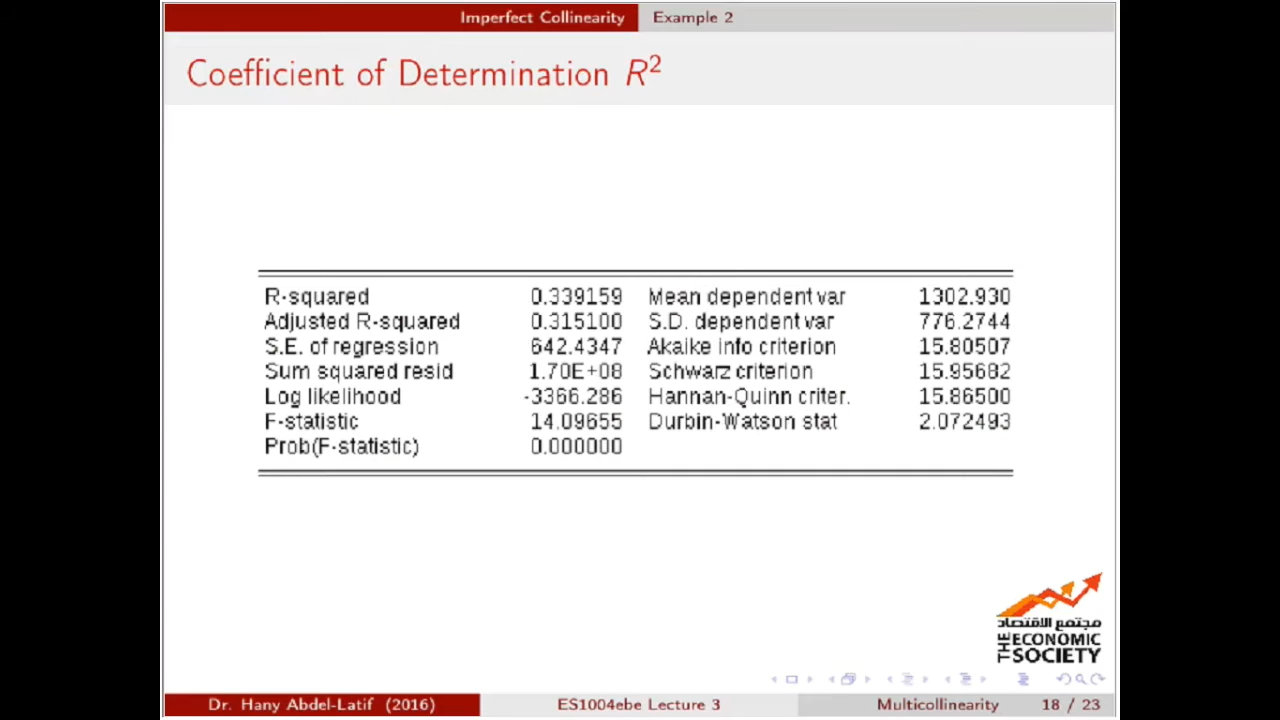 Imperfect Collinearity Example 2
Coefficient of Determination R²
R-squared 0.339159 Mean dependent var 1302.930
Adjusted R-squared 0.315100 S.D. dependent var 776.2744
S.E. of regression 642.4347 Akaike info criterion 15.80507
Sum squared resid 1.70E+08 Schwarz criterion 15.95682
Log likelihood -3366.286 Hannan-Quinn criter. 15.86500
F-statistic 14.09655 Durbin-Watson stat 2.072493
Prob(F-statistic) 0.000000
مجتمع الاقتصاد
THE ECONOMIC
SOCIETY
Dr. Hany Abdel-Latif (2016) ES1004ebe Lecture 3 Multicollinearity 18 / 23